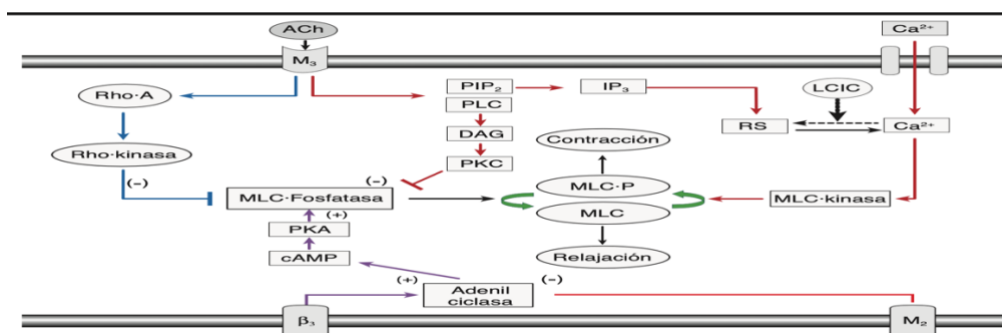 ACh
Ca²⁺
M₃
Rho·A
PIP₂
IP₃
LCIC
PLC
RS
Ca²⁺
DAG
Contracción
Rho·kinasa
PKC
(−)
(−)
MLC·P
MLC·Fosfatasa
MLC·kinasa
MLC
(+)
PKA
cAMP
Relajación
(+)
(−)
Adenil
ciclasa
β₃
M₂